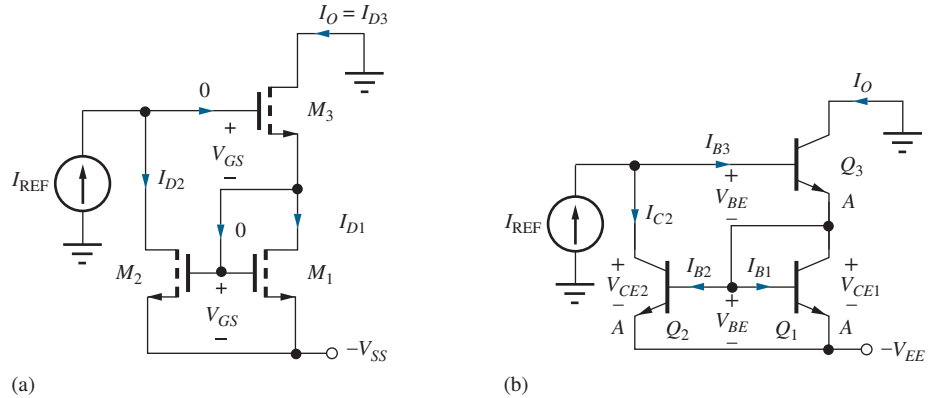 I_O = I_D3
0
M_3
+
V_GS
−
I_REF
I_D2
I_D1
0
M_2
M_1
+
V_GS
−
−V_SS
(a)
I_O
I_B3
Q_3
+
V_BE
−
A
I_REF
I_C2
+
V_CE2
−
I_B2
I_B1
+
V_CE1
−
A
Q_2
+
V_BE
−
Q_1
A
−V_EE
(b)